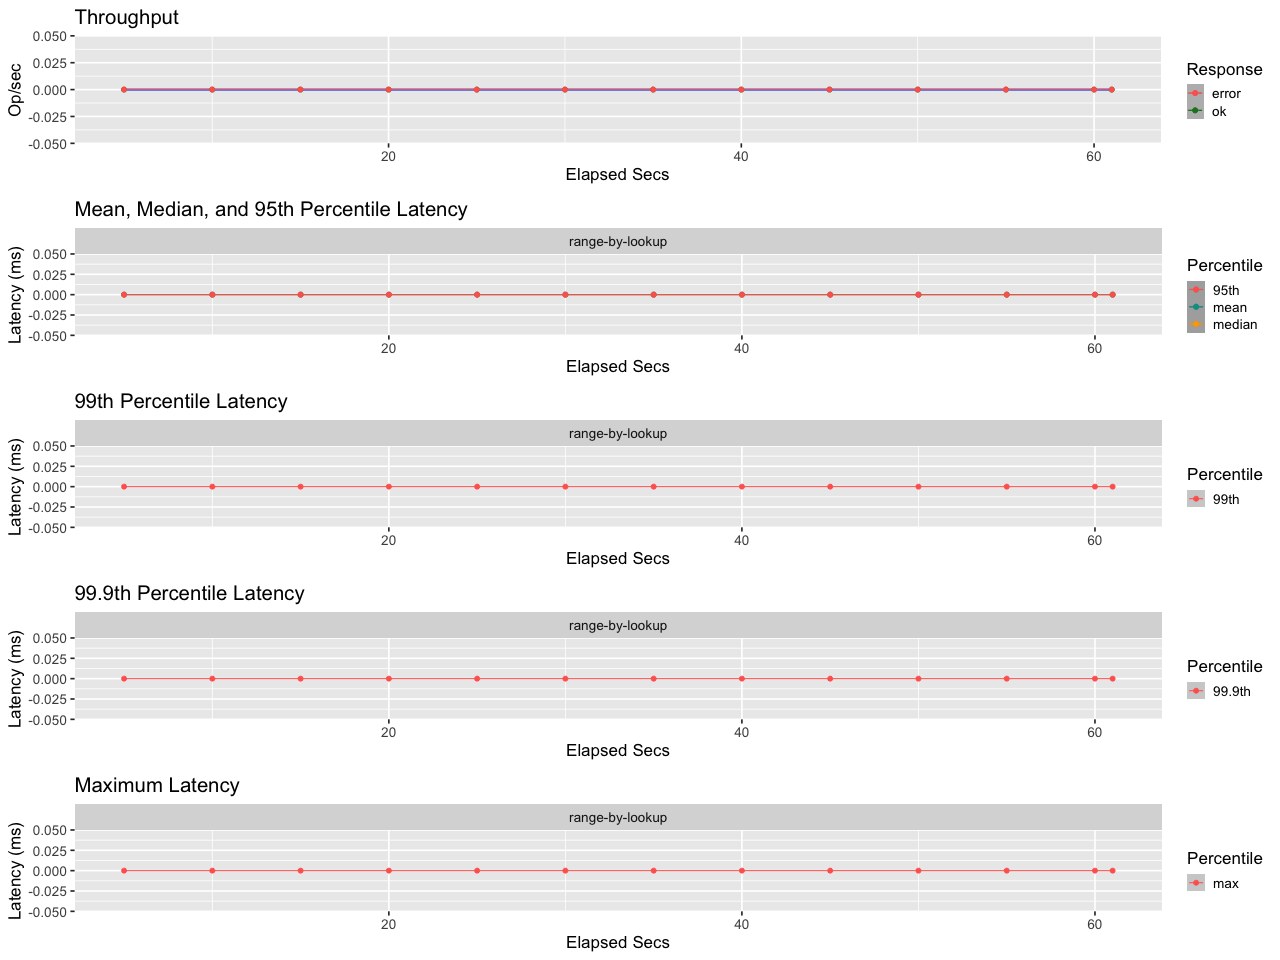 Throughput
0.050
0.025
0.000
-0.025
-0.050
Op/sec
20 40 60
Elapsed Secs
Response
error
ok
Mean, Median, and 95th Percentile Latency
range-by-lookup
0.050
0.025
0.000
-0.025
-0.050
Latency (ms)
20 40 60
Elapsed Secs
Percentile
95th
mean
median
99th Percentile Latency
range-by-lookup
0.050
0.025
0.000
-0.025
-0.050
Latency (ms)
20 40 60
Elapsed Secs
Percentile
99th
99.9th Percentile Latency
range-by-lookup
0.050
0.025
0.000
-0.025
-0.050
Latency (ms)
20 40 60
Elapsed Secs
Percentile
99.9th
Maximum Latency
range-by-lookup
0.050
0.025
0.000
-0.025
-0.050
Latency (ms)
20 40 60
Elapsed Secs
Percentile
max